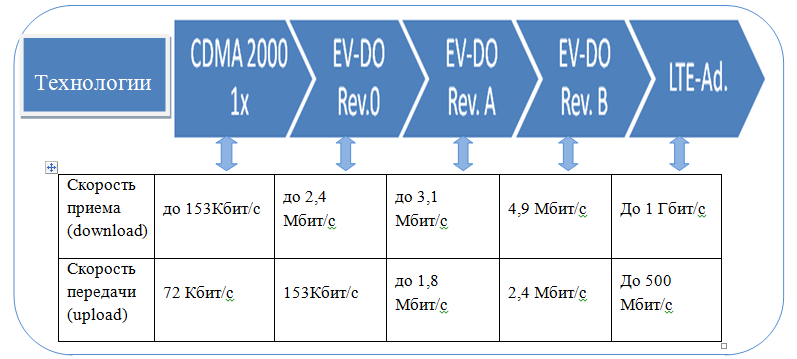 Технологии
CDMA 2000
1x
EV-DO
Rev.0
EV-DO
Rev. A
EV-DO
Rev. B
LTE-Ad.
Скорость
приема
(download)
до 153Кбит/с
до 2,4
Мбит/с
до 3,1
Мбит/с
4,9 Мбит/с
До 1 Гбит/с
Скорость
передачи
(upload)
72 Кбит/с
153Кбит/с
до 1,8
Мбит/с
2,4 Мбит/с
До 500
Мбит/с